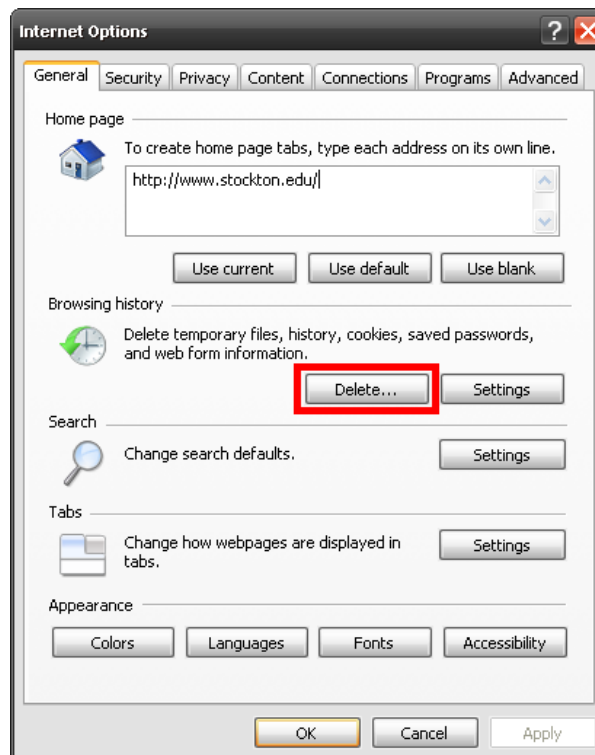 Internet Options
?
General Security Privacy Content Connections Programs Advanced
Home page
To create home page tabs, type each address on its own line.
http://www.stockton.edu/
Use current Use default Use blank
Browsing history
Delete temporary files, history, cookies, saved passwords,
and web form information.
Delete... Settings
Search
Change search defaults. Settings
Tabs
Change how webpages are displayed in
tabs.
Settings
Appearance
Colors Languages Fonts Accessibility
OK Cancel Apply